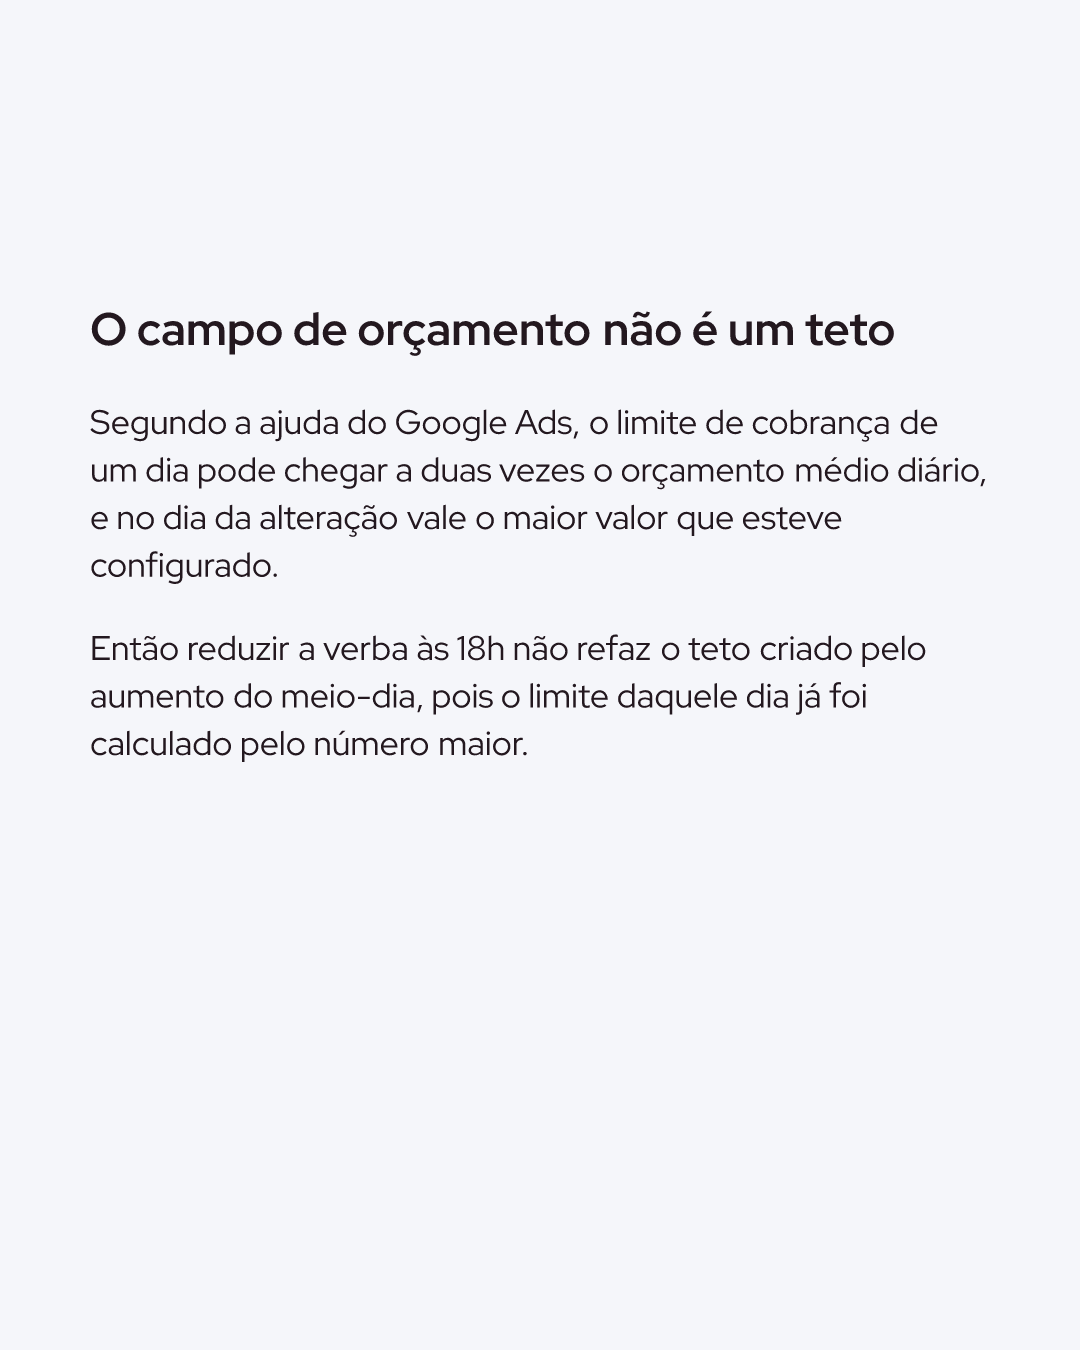 O campo de orçamento não é um teto
Segundo a ajuda do Google Ads, o limite de cobrança de
um dia pode chegar a duas vezes o orçamento médio diário,
e no dia da alteração vale o maior valor que esteve
configurado.
Então reduzir a verba às 18h não refaz o teto criado pelo
aumento do meio-dia, pois o limite daquele dia já foi
calculado pelo número maior.